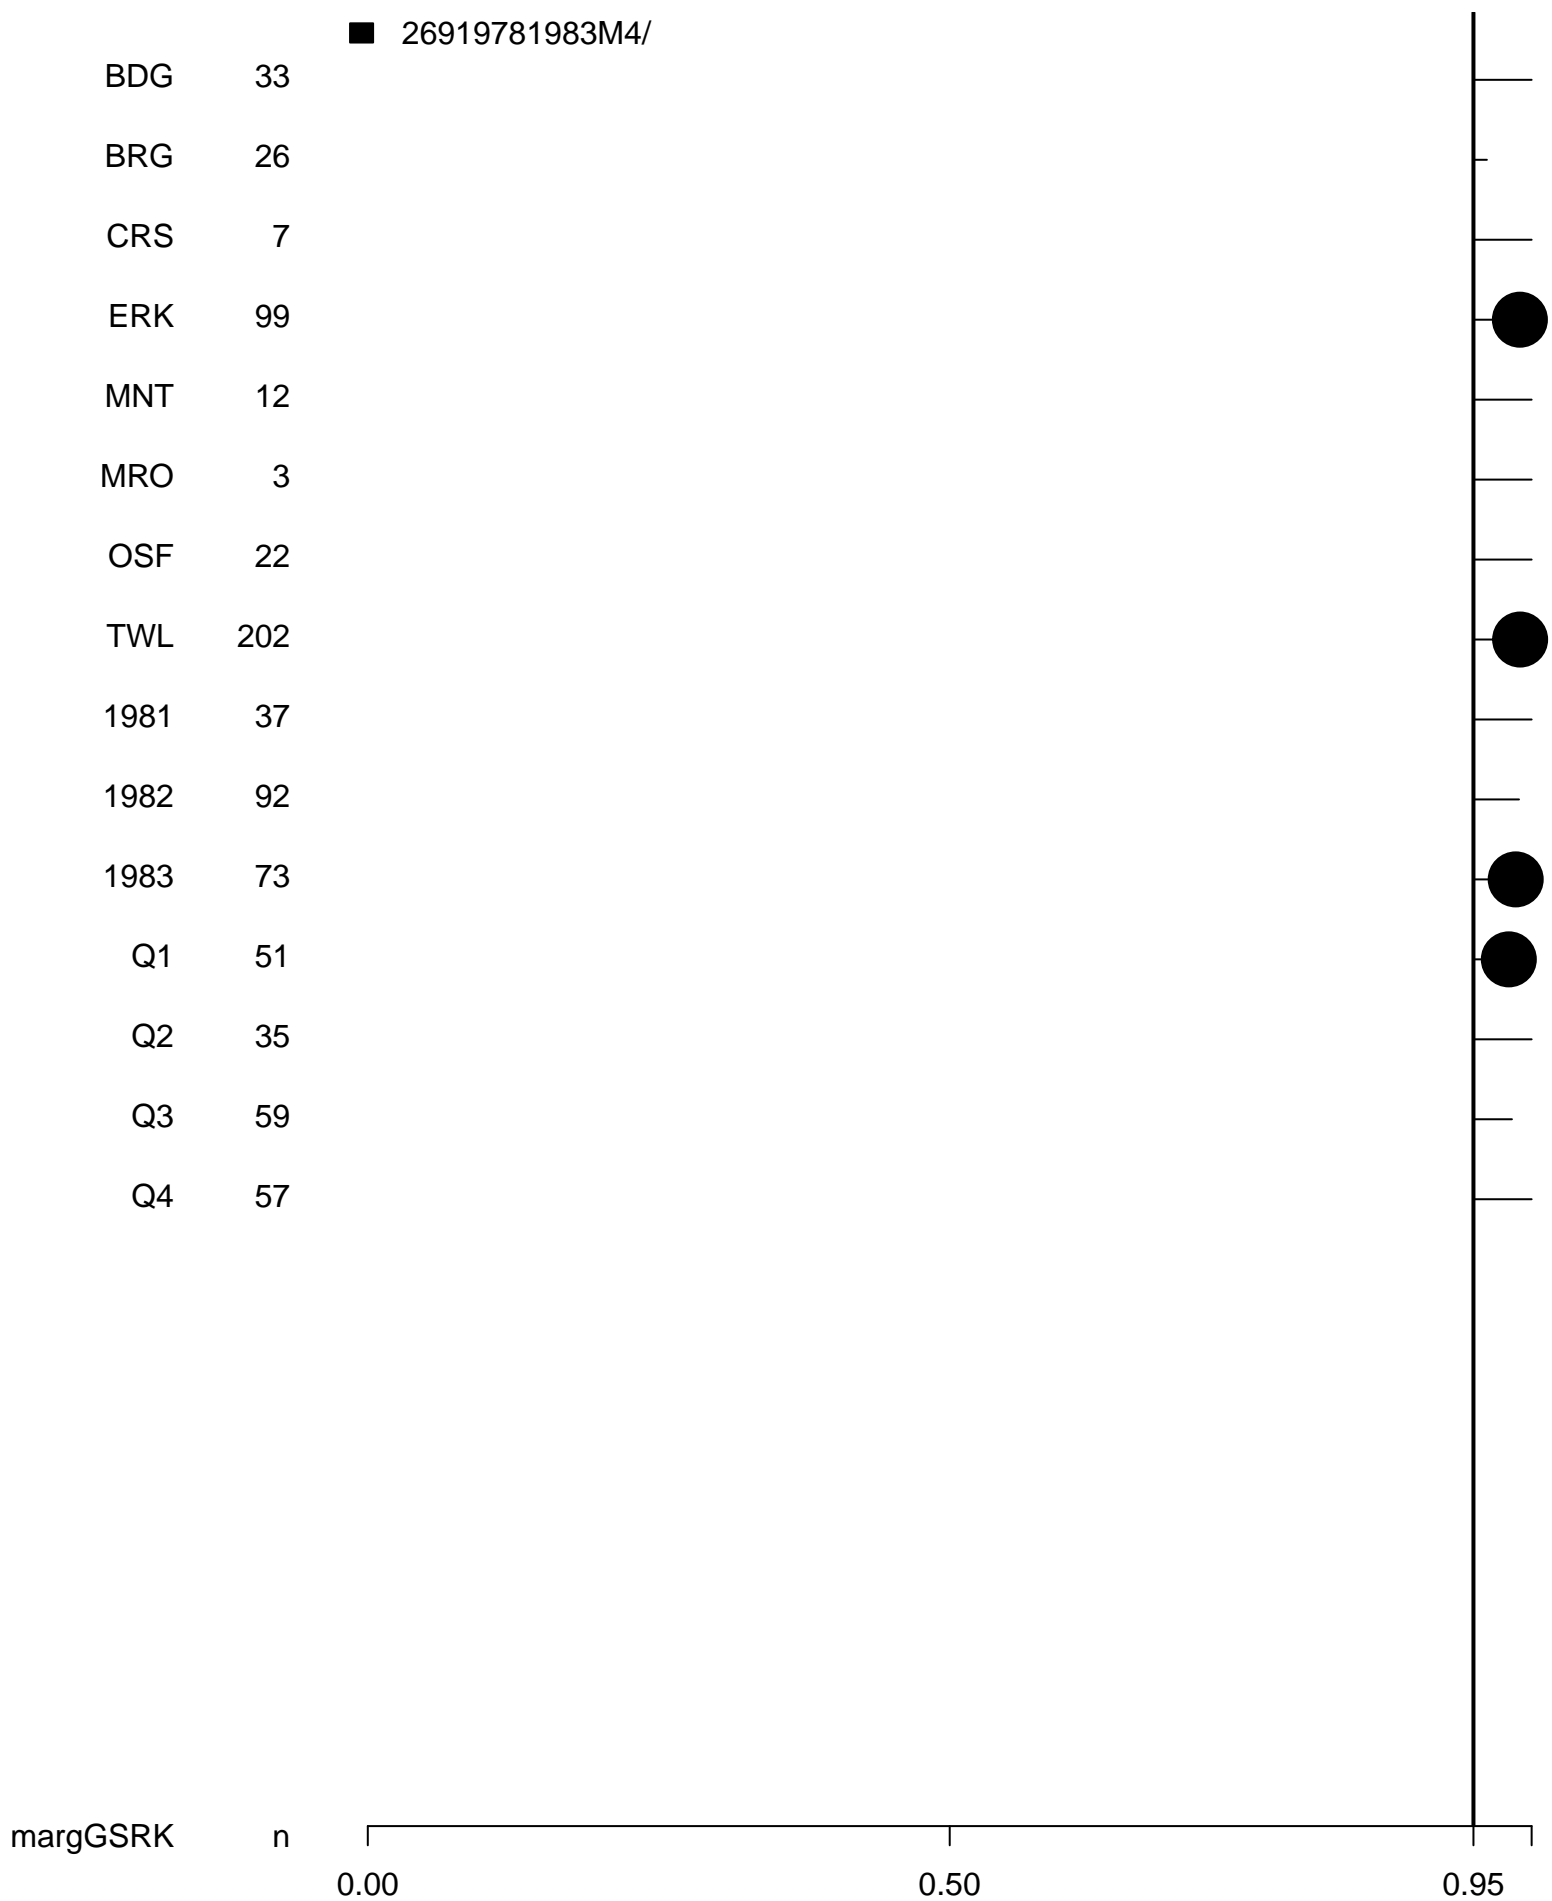 26919781983M4/
BDG 33
BRG 26
CRS 7
ERK 99
MNT 12
MRO 3
OSF 22
TWL 202
1981 37
1982 92
1983 73
Q1 51
Q2 35
Q3 59
Q4 57
margGSRK n
0.00 0.50 0.95